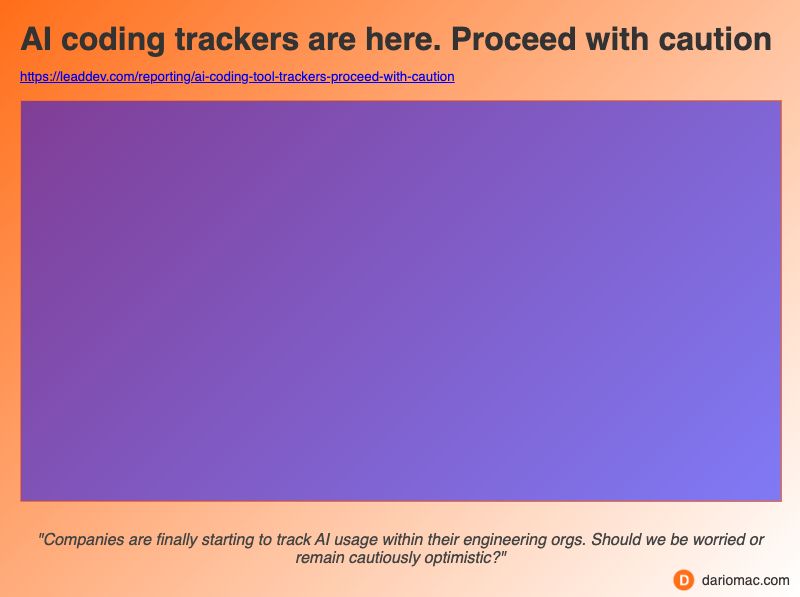 AI coding trackers are here. Proceed with caution
https://leaddev.com/reporting/ai-coding-tool-trackers-proceed-with-caution
"Companies are finally starting to track AI usage within their engineering orgs. Should we be worried or
remain cautiously optimistic?"
D dariomac.com